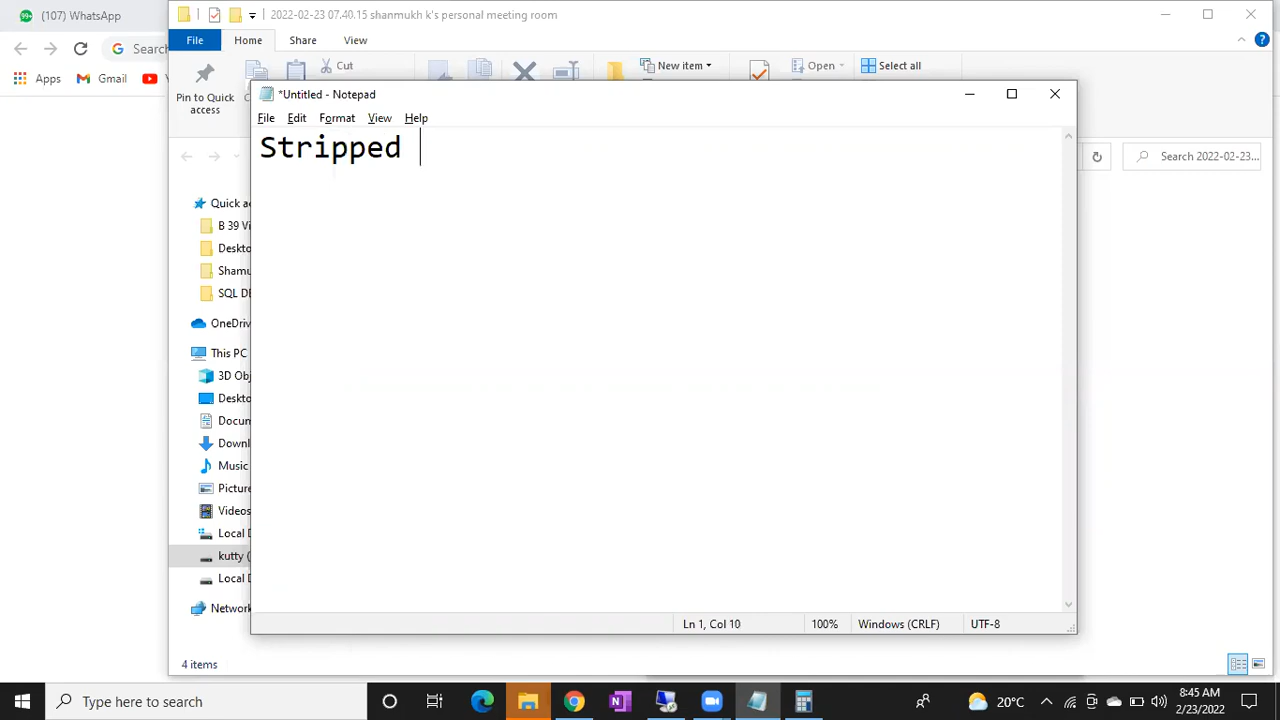 99+
(107) WhatsApp
2022-02-23 07.40.15 shanmukh k's personal meeting room
Search
File
Home
Share
View
Apps
Gmail
Pin to Quick
access
Cut
New item
Open
Select all
*Untitled - Notepad
File
Edit
Format
View
Help
Stripped
Search 2022-02-23...
Quick a
B 39 Vi
Deskto
Shamu
SQL DE
OneDriv
This PC
3D Obj
Deskto
Docum
Downl
Music
Picture
Videos
Local D
kutty (
Local D
Network
Ln 1, Col 10
100%
Windows (CRLF)
UTF-8
4 items
Type here to search
20°C
8:45 AM
2/23/2022